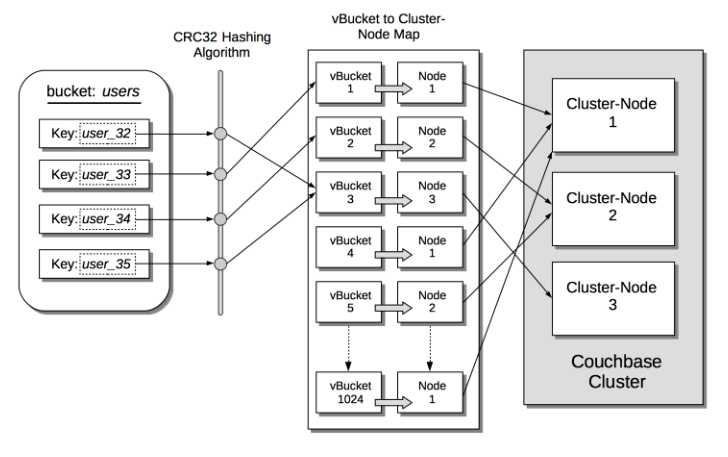 vBucket to Cluster-
Node Map
CRC32 Hashing
Algorithm
bucket: users
Key: user_32
Key: user_33
Key: user_34
Key: user_35
vBucket
1
Node
1
vBucket
2
Node
2
vBucket
3
Node
3
vBucket
4
Node
1
vBucket
5
Node
2
vBucket
1024
Node
1
Cluster-Node
1
Cluster-Node
2
Cluster-Node
3
Couchbase
Cluster